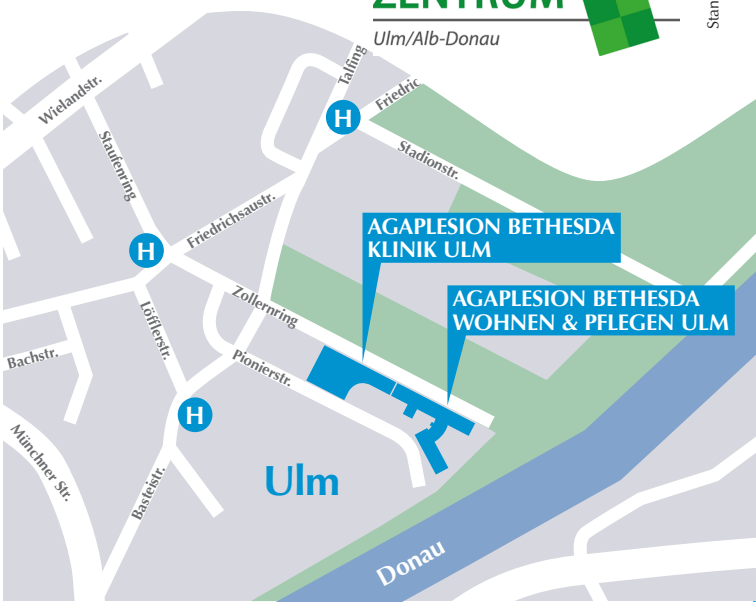 ZENTRUM
Ulm/Alb-Donau
Stan
Wielandstr.
Talfing
Friedric
H
Staufenring
Stadionstr.
Friedrichsaustr.
AGAPLESION BETHESDA
KLINIK ULM
H
Zollernring
AGAPLESION BETHESDA
WOHNEN & PFLEGEN ULM
Löfflerstr.
Bachstr.
Pionierstr.
H
Münchner Str.
Basteistr.
Ulm
Donau